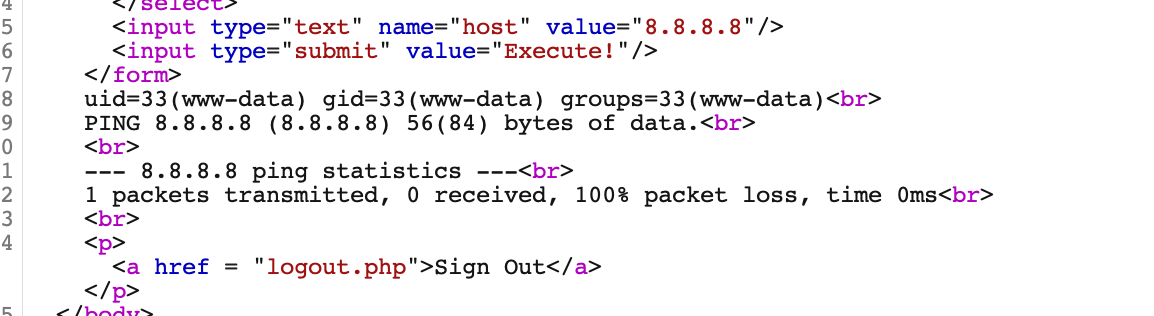 4 </select>
5 <input type="text" name="host" value="8.8.8.8"/>
6 <input type="submit" value="Execute!"/>
7 </form>
8 uid=33(www-data) gid=33(www-data) groups=33(www-data)<br>
9 PING 8.8.8.8 (8.8.8.8) 56(84) bytes of data.<br>
0 <br>
1 --- 8.8.8.8 ping statistics ---<br>
2 1 packets transmitted, 0 received, 100% packet loss, time 0ms<br>
3 <br>
4 <p>
<a href = "logout.php">Sign Out</a>
</p>
5 </body>